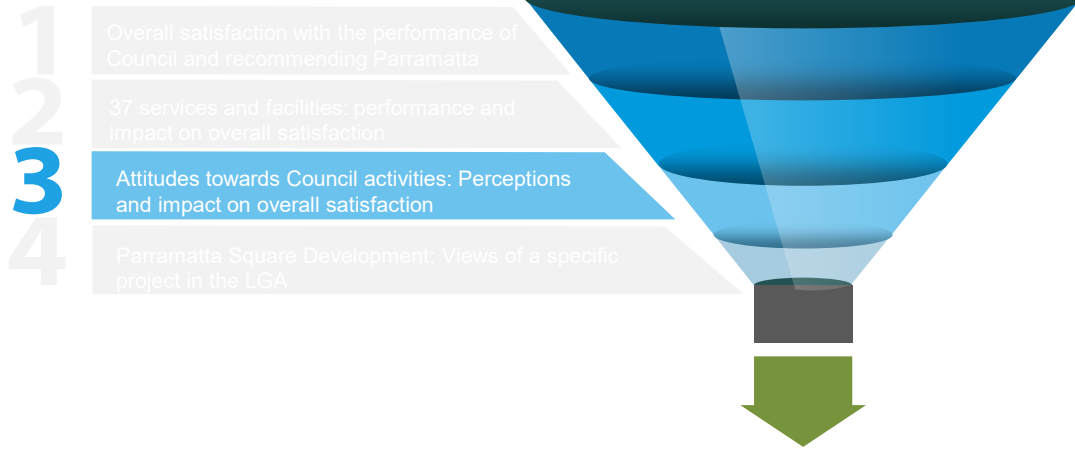 1
Overall satisfaction with the performance of
Council and recommending Parramatta
2
37 services and facilities: performance and
impact on overall satisfaction
3
Attitudes towards Council activities: Perceptions
and impact on overall satisfaction
4
Parramatta Square Development: Views of a specific
project in the LGA